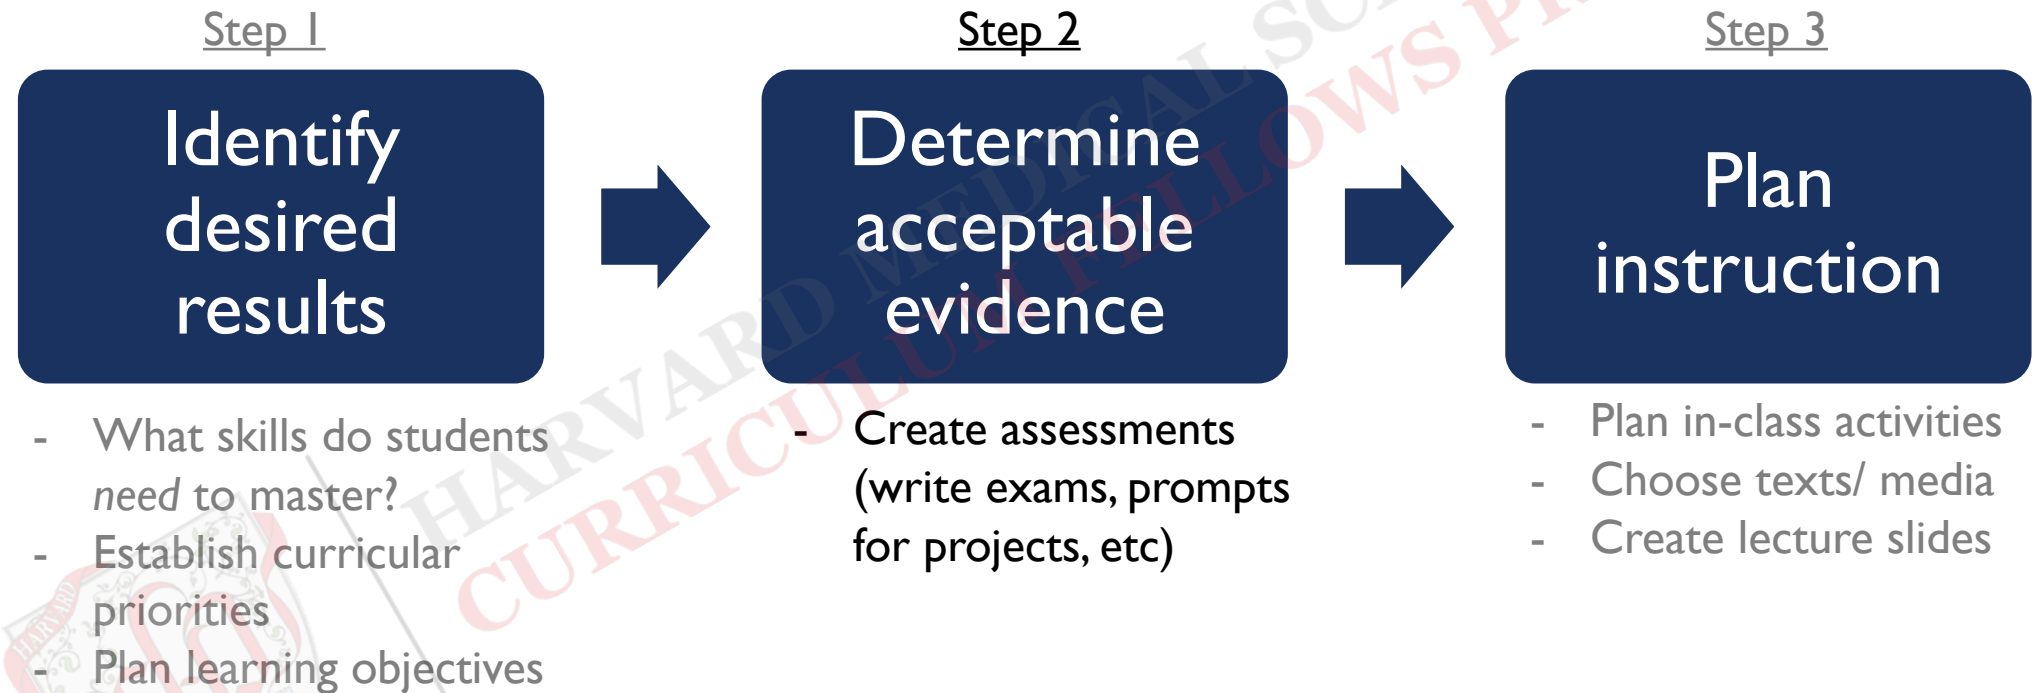 Step 1
Identify
desired
results
- What skills do students
need to master?
- Establish curricular
priorities
- Plan learning objectives
Step 2
Determine
acceptable
evidence
- Create assessments
(write exams, prompts
for projects, etc)
Step 3
Plan
instruction
- Plan in-class activities
- Choose texts/ media
- Create lecture slides
HARVARD MEDICAL
CURRICULUM FELLOWS
HARVARD